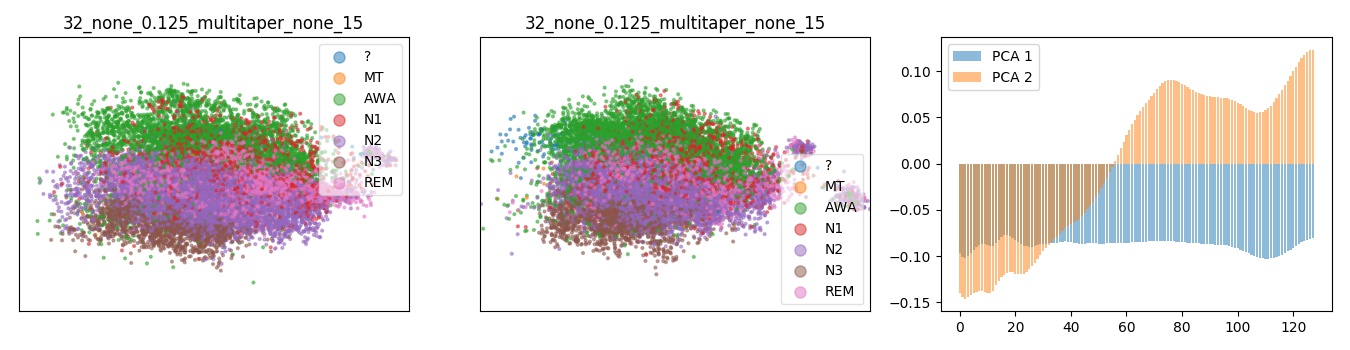 32_none_0.125_multitaper_none_15
?
MT
AWA
N1
N2
N3
REM
32_none_0.125_multitaper_none_15
?
MT
AWA
N1
N2
N3
REM
PCA 1
PCA 2
0.10
0.05
0.00
−0.05
−0.10
−0.15
0 20 40 60 80 100 120